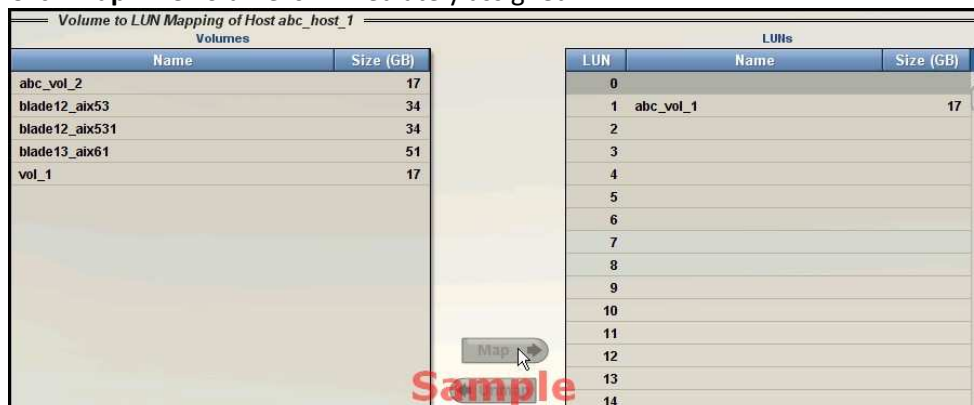 Volume to LUN Mapping of Host abc_host_1
Volumes
Name Size (GB)
abc_vol_2 17
blade12_aix53 34
blade12_aix531 34
blade13_aix61 51
vol_1 17
LUNs
LUN Name Size (GB)
0
1 abc_vol_1 17
2
3
4
5
6
7
8
9
10
11
12
13
14
Map
Unmap
Sample